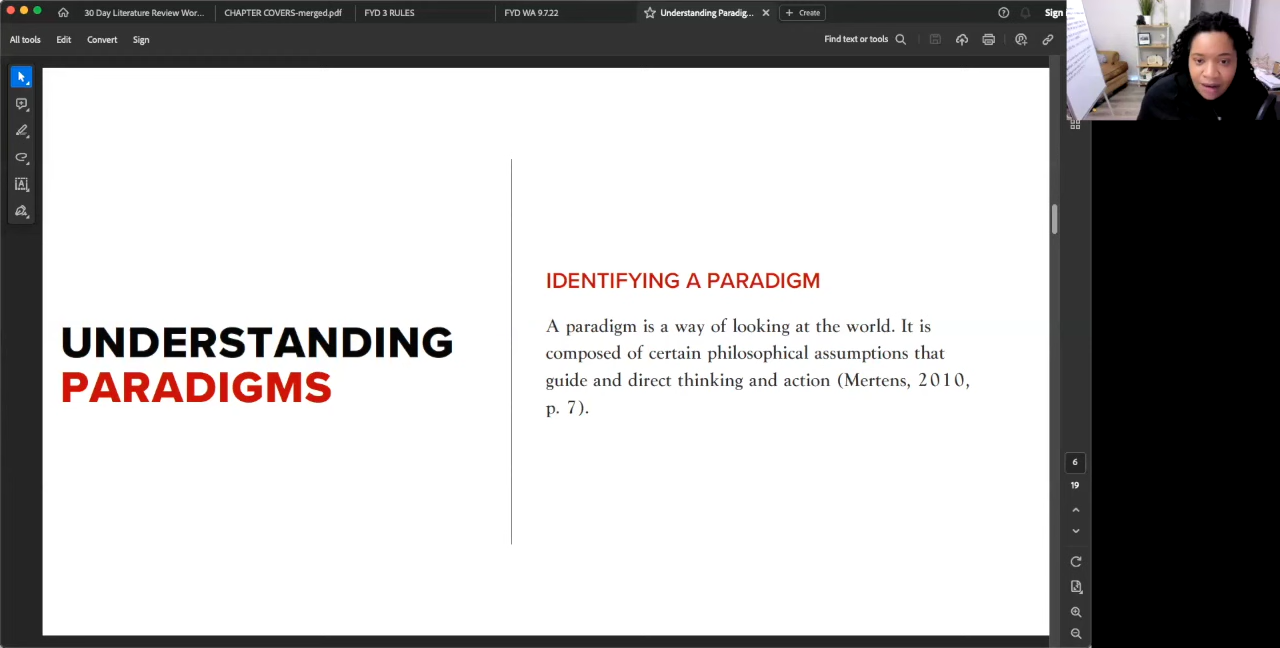 30 Day Literature Review Wor...
CHAPTER COVERS-merged.pdf
FYD 3 RULES
FYD WA 9.7.22
Understanding Paradig...
Create
Sign
All tools
Edit
Convert
Sign
Find text or tools
UNDERSTANDING
PARADIGMS
IDENTIFYING A PARADIGM
A paradigm is a way of looking at the world. It is
composed of certain philosophical assumptions that
guide and direct thinking and action (Mertens, 2010,
p. 7).
6
19